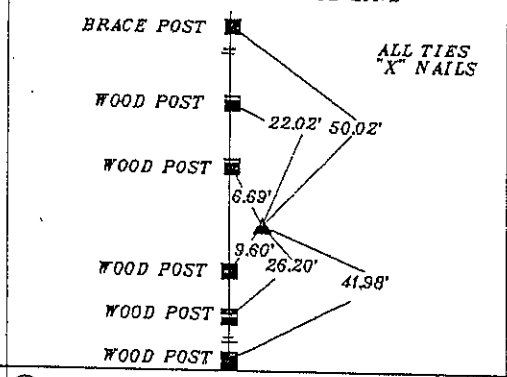 BRACE POST
ALL TIES
"X" NAILS
WOOD POST
22.02'
50.02'
WOOD POST
6.69'
9.60'
WOOD POST
26.20'
41.98'
WOOD POST
WOOD POST